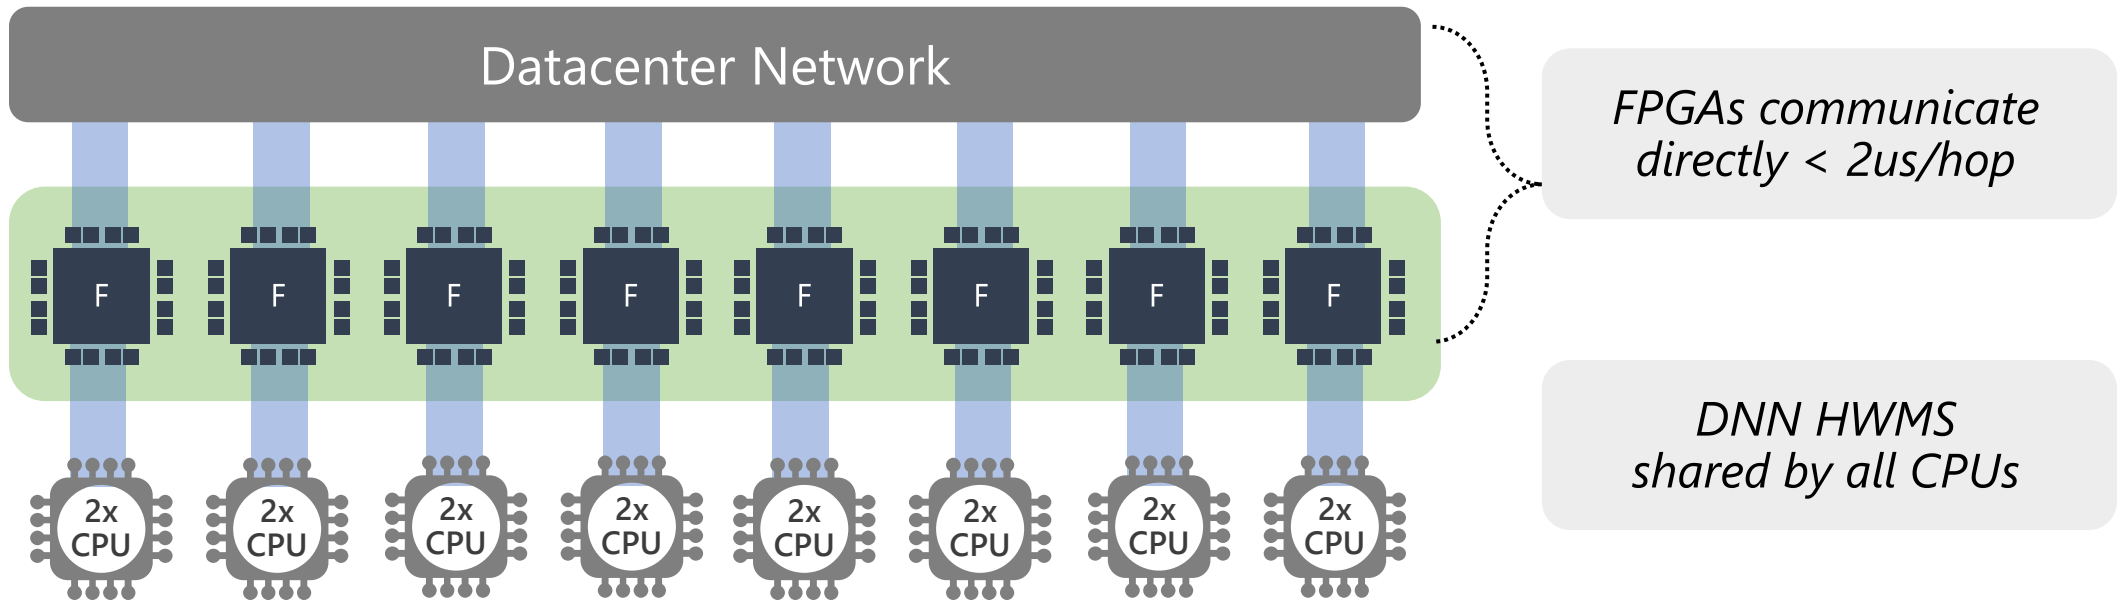 Datacenter Network
FPGAs communicate
directly < 2us/hop
F
F
F
F
F
F
F
F
DNN HWMS
shared by all CPUs
2x
CPU
2x
CPU
2x
CPU
2x
CPU
2x
CPU
2x
CPU
2x
CPU
2x
CPU